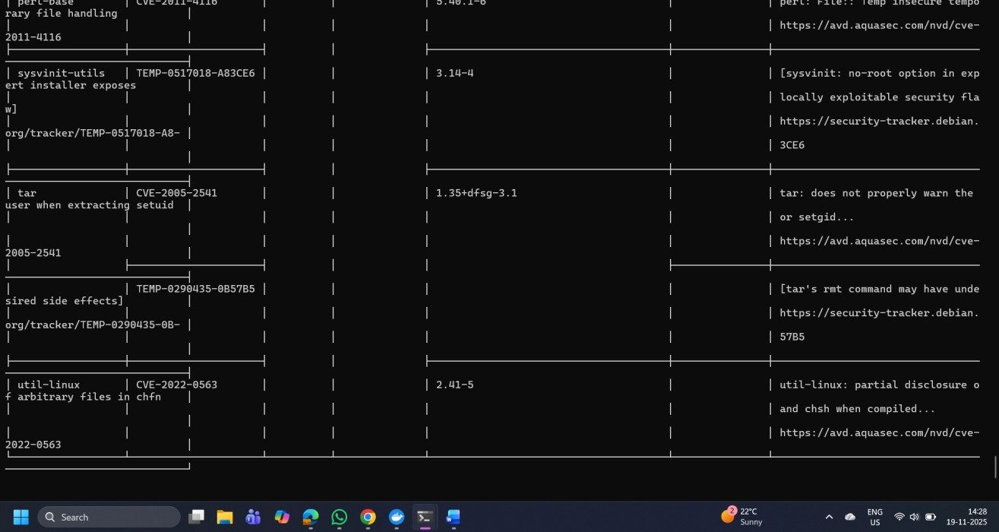 | perl-base | CVE-2011-4116 | | | 5.40.1-6 | | perl: File:: Temp insecure tempo
rary file handling |
| | | | | | | https://avd.aquasec.com/nvd/cve-
2011-4116 |
| sysvinit-utils | TEMP-0517018-A83CE6 | | | 3.14-4 | | [sysvinit: no-root option in exp
ert installer exposes |
| | | | | | | locally exploitable security fla
w] |
| | | | | | | https://security-tracker.debian.
org/tracker/TEMP-0517018-A8- |
| | | | | | | 3CE6
|
| tar | CVE-2005-2541 | | | 1.35+dfsg-3.1 | | tar: does not properly warn the
user when extracting setuid |
| | | | | | | or setgid...
|
| | | | | | | https://avd.aquasec.com/nvd/cve-
2005-2541 |
| | TEMP-0290435-0B57B5 | | | | | [tar's rmt command may have unde
sired side effects] |
| | | | | | | https://security-tracker.debian.
org/tracker/TEMP-0290435-0B- |
| | | | | | | 57B5
|
| util-linux | CVE-2022-0563 | | | 2.41-5 | | util-linux: partial disclosure o
f arbitrary files in chfn |
| | | | | | | and chsh when compiled...
|
| | | | | | | https://avd.aquasec.com/nvd/cve-
2022-0563 |
Search
2
22°C
Sunny
ENG
US
14:28
19-11-2025